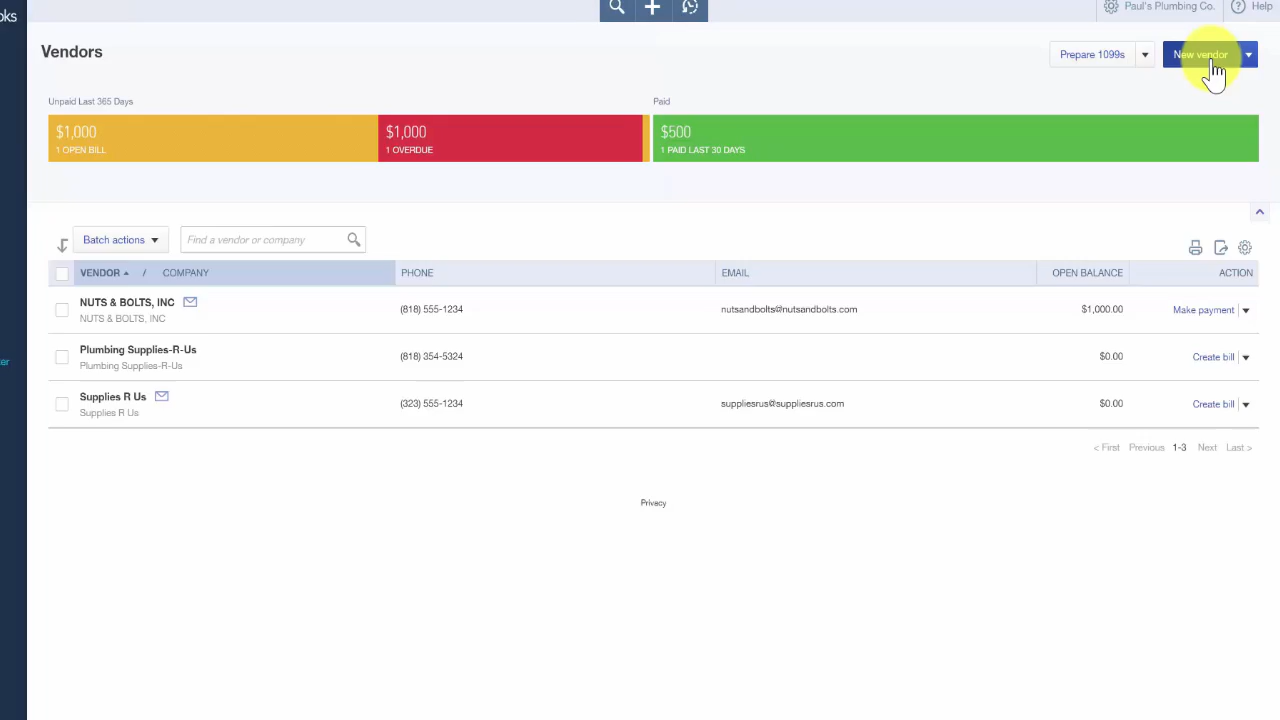 oks
Paul's Plumbing Co.
Help
Vendors
Prepare 1099s
New vendor
Unpaid Last 365 Days
Paid
$1,000
1 OPEN BILL
$1,000
1 OVERDUE
$500
1 PAID LAST 30 DAYS
Batch actions
Find a vendor or company
VENDOR / COMPANY PHONE EMAIL OPEN BALANCE ACTION
NUTS & BOLTS, INC
NUTS & BOLTS, INC
(818) 555-1234 nutsandbolts@nutsandbolts.com $1,000.00 Make payment
er
Plumbing Supplies-R-Us
Plumbing Supplies-R-Us
(818) 354-5324 $0.00 Create bill
Supplies R Us
Supplies R Us
(323) 555-1234 suppliesrus@suppliesrus.com $0.00 Create bill
< First Previous 1-3 Next Last >
Privacy